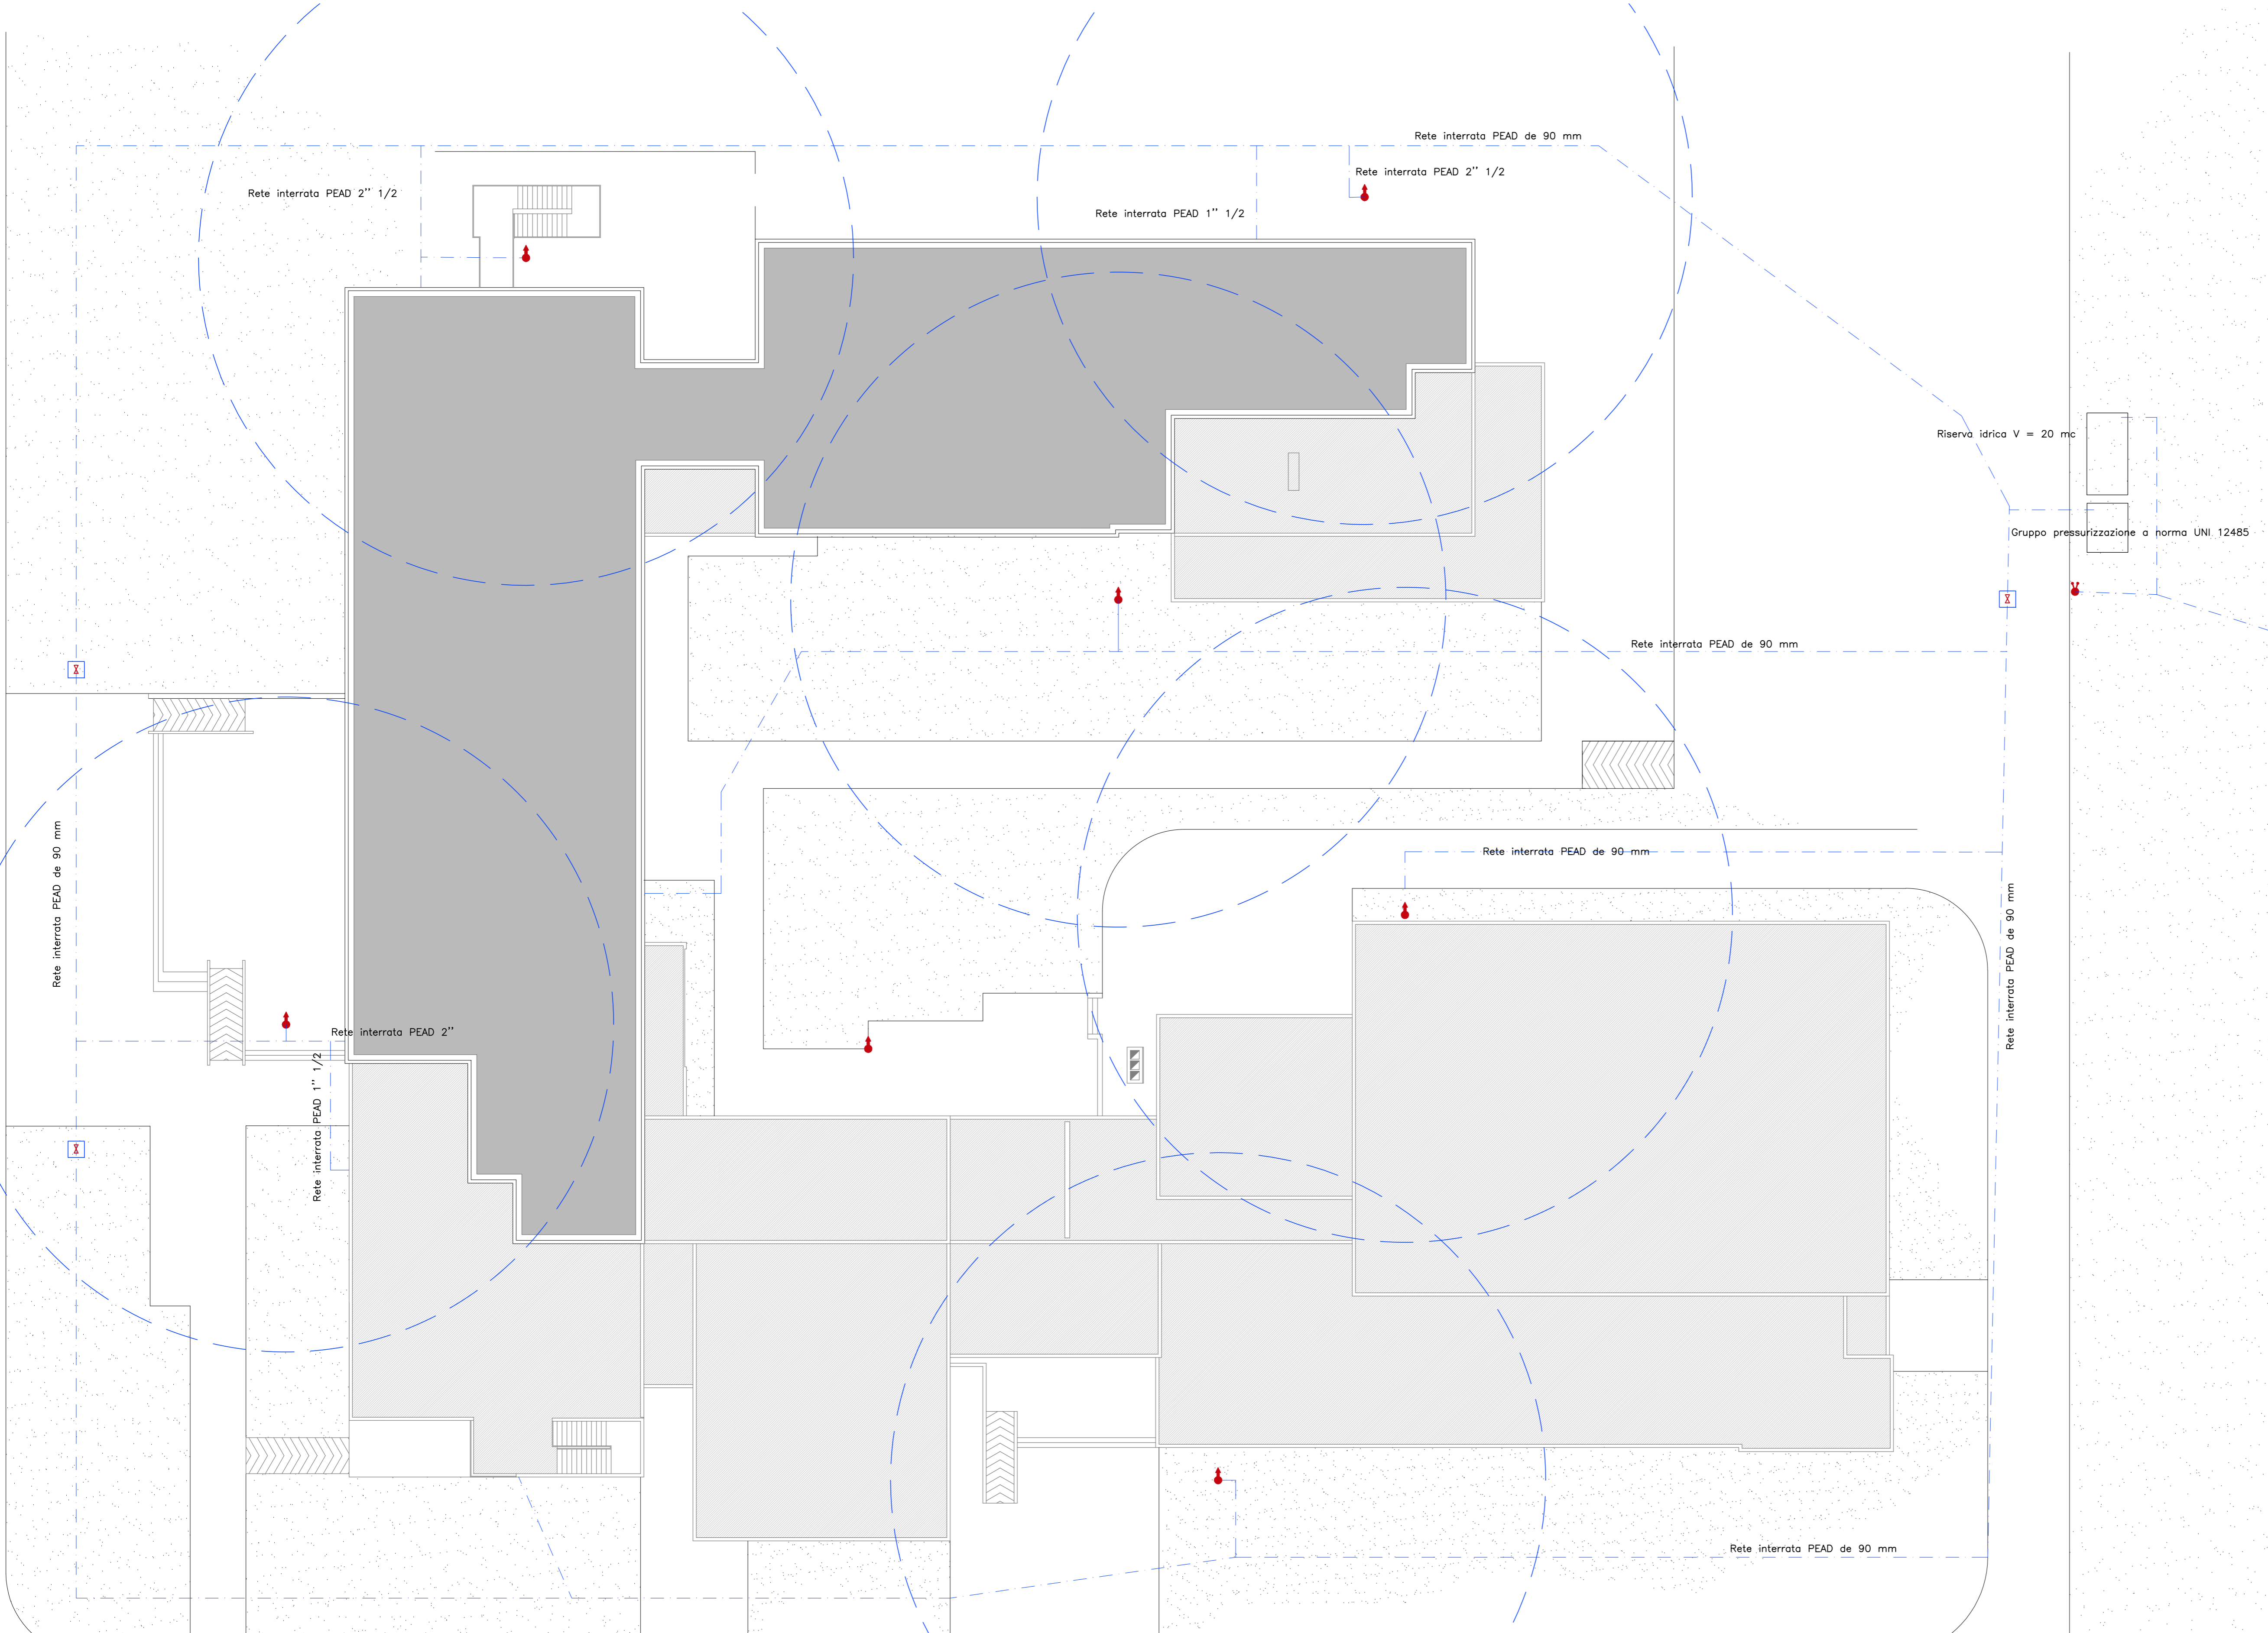 Rete interrata PEAD de 90 mm
Rete interrata PEAD 2'' 1/2
Rete interrata PEAD 2'' 1/2
Rete interrata PEAD 1'' 1/2
Riserva idrica V = 20 mc
Gruppo pressurizzazione a norma UNI 12485
Rete interrata PEAD de 90 mm
Rete interrata PEAD de 90 mm
Rete interrata PEAD de 90 mm
Rete interrata PEAD de 90 mm
Rete interrata PEAD 2''
Rete interrata PEAD 1'' 1/2
Rete interrata PEAD de 90 mm